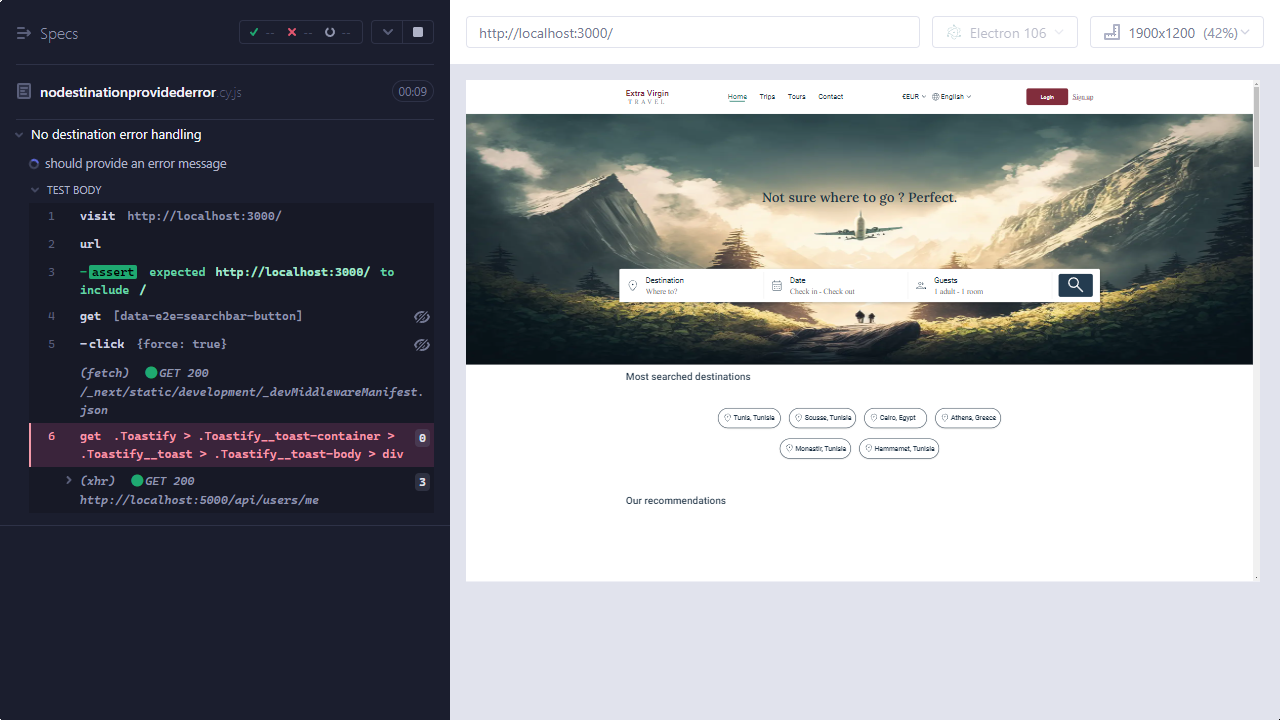 Specs
-- -- --
nodestinationprovidederror.cy.js 00:09
No destination error handling
should provide an error message
TEST BODY
1 visit http://localhost:3000/
2 url
3 -assert expected http://localhost:3000/ to
include /
4 get [data-e2e=searchbar-button]
5 -click {force: true}
(fetch) GET 200
/_next/static/development/_devMiddlewareManifest.
json
6 get .Toastify > .Toastify__toast-container > 0
.Toastify__toast > .Toastify__toast-body > div
(xhr) GET 200 3
http://localhost:5000/api/users/me
http://localhost:3000/ Electron 106 1900x1200 (42%)
Extra Virgin
TRAVEL
Home Trips Tours Contact €EUR English Login Sign up
Not sure where to go ? Perfect.
Destination Date Guests
Where to? Check in - Check out 1 adult - 1 room
Most searched destinations
Tunis, Tunisia Sousse, Tunisia Cairo, Egypt Athens, Greece
Monastir, Tunisia Hammamet, Tunisia
Our recommendations